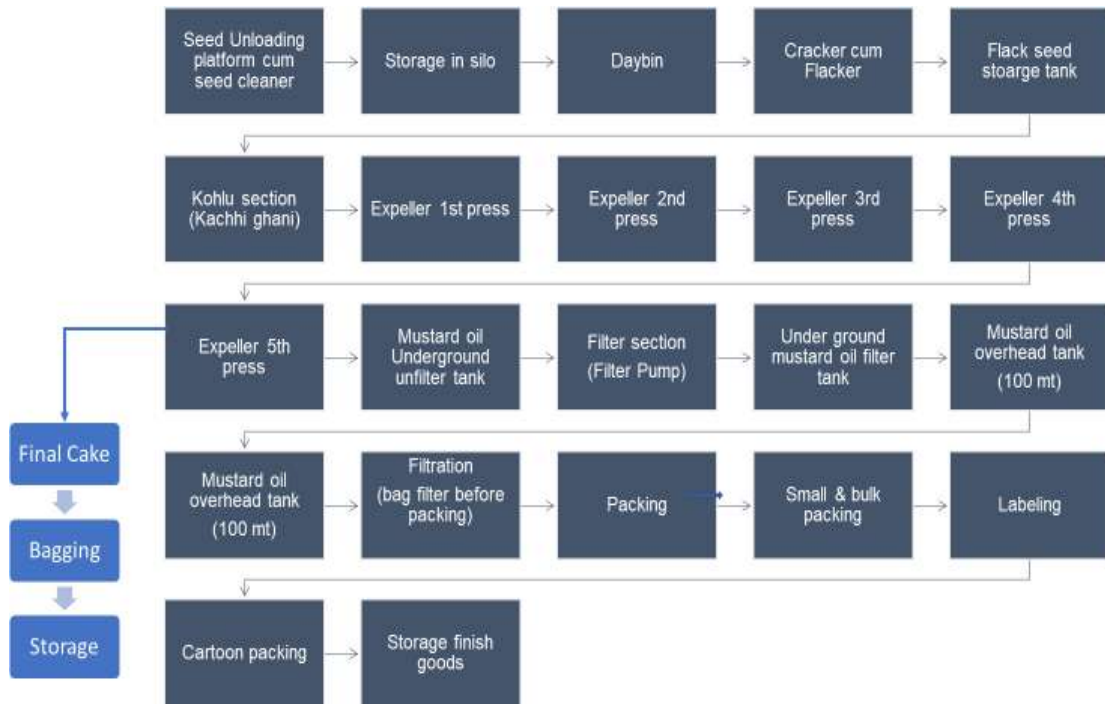 Seed Unloading
platform cum
seed cleaner
Storage in silo
Daybin
Cracker cum
Flacker
Flack seed
stoarge tank
Kohlu section
(Kachhi ghani)
Expeller 1st press
Expeller 2nd
press
Expeller 3rd
press
Expeller 4th
press
Expeller 5th
press
Mustard oil
Underground
unfilter tank
Filter section
(Filter Pump)
Under ground
mustard oil filter
tank
Mustard oil
overhead tank
(100 mt)
Final Cake
Bagging
Storage
Mustard oil
overhead tank
(100 mt)
Filtration
(bag filter before
packing)
Packing
Small & bulk
packing
Labeling
Cartoon packing
Storage finish
goods